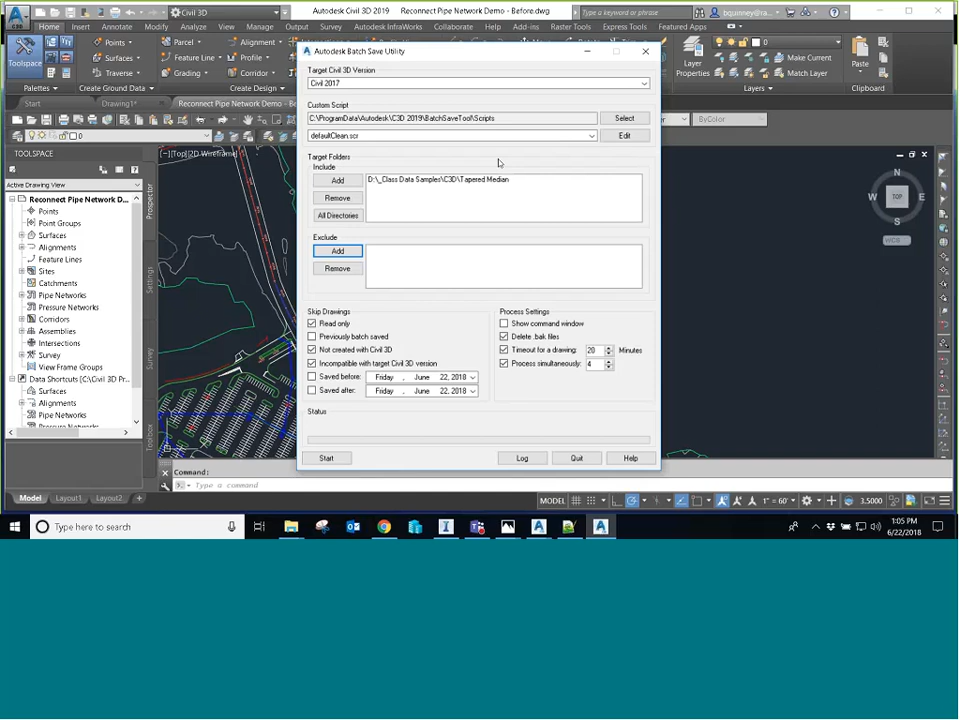 Civil 3D
Autodesk Civil 3D 2019 Reconnect Pipe Network Demo - Before.dwg
Type a keyword or phrase
bquinney@ra...
Home Insert Annotate Modify Analyze View Manage Output Survey Autodesk InfraWorks Collaborate Help Add-ins Raster Tools Express Tools Featured Apps
Toolspace
Points
Surfaces
Traverse
Parcel
Feature Line
Grading
Alignment
Profile
Corridor
Layer
Properties
0
Make Current
Match Layer
Paste
Palettes
Create Ground Data
Layers
Clipboard
Start
Drawing1*
Reconnect Pipe Network Demo - B
ByColor
0
TOOLSPACE
Active Drawing View
Reconnect Pipe Network D...
Points
Point Groups
Surfaces
Alignments
Feature Lines
Sites
Catchments
Pipe Networks
Pressure Networks
Corridors
Assemblies
Intersections
Survey
View Frame Groups
Data Shortcuts [C:\Civil 3D Pr...
Surfaces
Alignments
Pipe Networks
Prospector
Settings
Survey
Toolbox
[−][Top][2D Wireframe]
N
W TOP E
S
WCS
Autodesk Batch Save Utility
Target Civil 3D Version
Civil 2017
Custom Script
C:\ProgramData\Autodesk\C3D 2019\BatchSaveTool\Scripts
Select
defaultClean.scr
Edit
Target Folders
Include
Add
D:\_Class Data Samples\C3D\Tapered Median
Remove
All Directories
Exclude
Add
Remove
Skip Drawings
Read only
Previously batch saved
Not created with Civil 3D
Incompatible with target Civil 3D version
Saved before: Friday , June 22, 2018
Saved after: Friday , June 22, 2018
Process Settings
Show command window
Delete .bak files
Timeout for a drawing: 20 Minutes
Process simultaneously: 4
Status
Start
Log
Quit
Help
Command:
Type a command
Model
Layout1
Layout2
+
MODEL
1" = 60'
3.5000
Type here to search
1:05 PM
6/22/2018